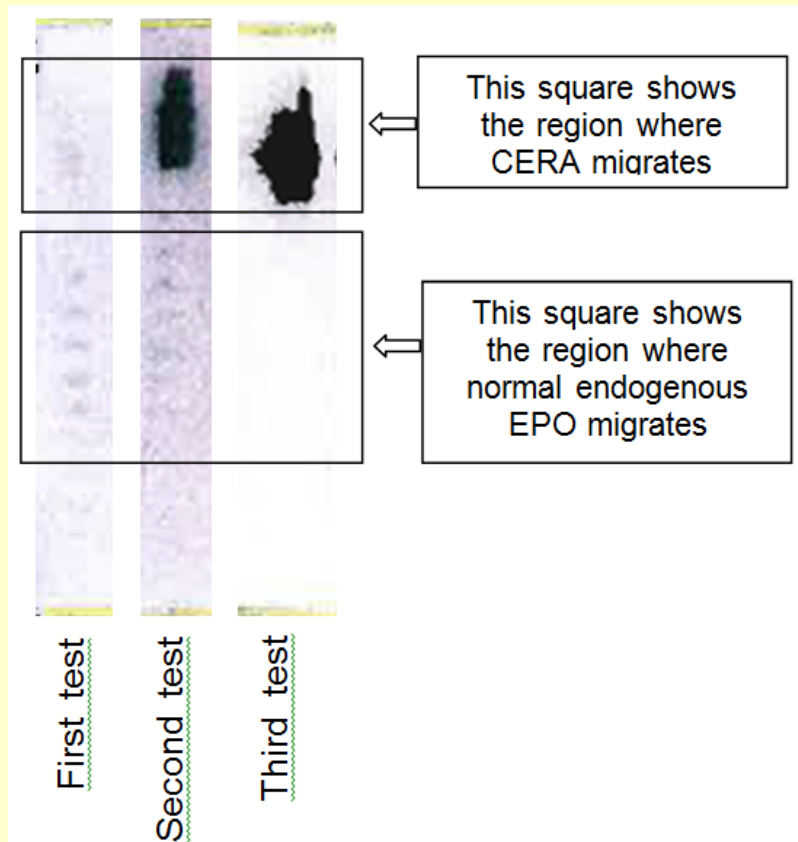 This square shows
the region where
CERA migrates
This square shows
the region where
normal endogenous
EPO migrates
First test
Second test
Third test